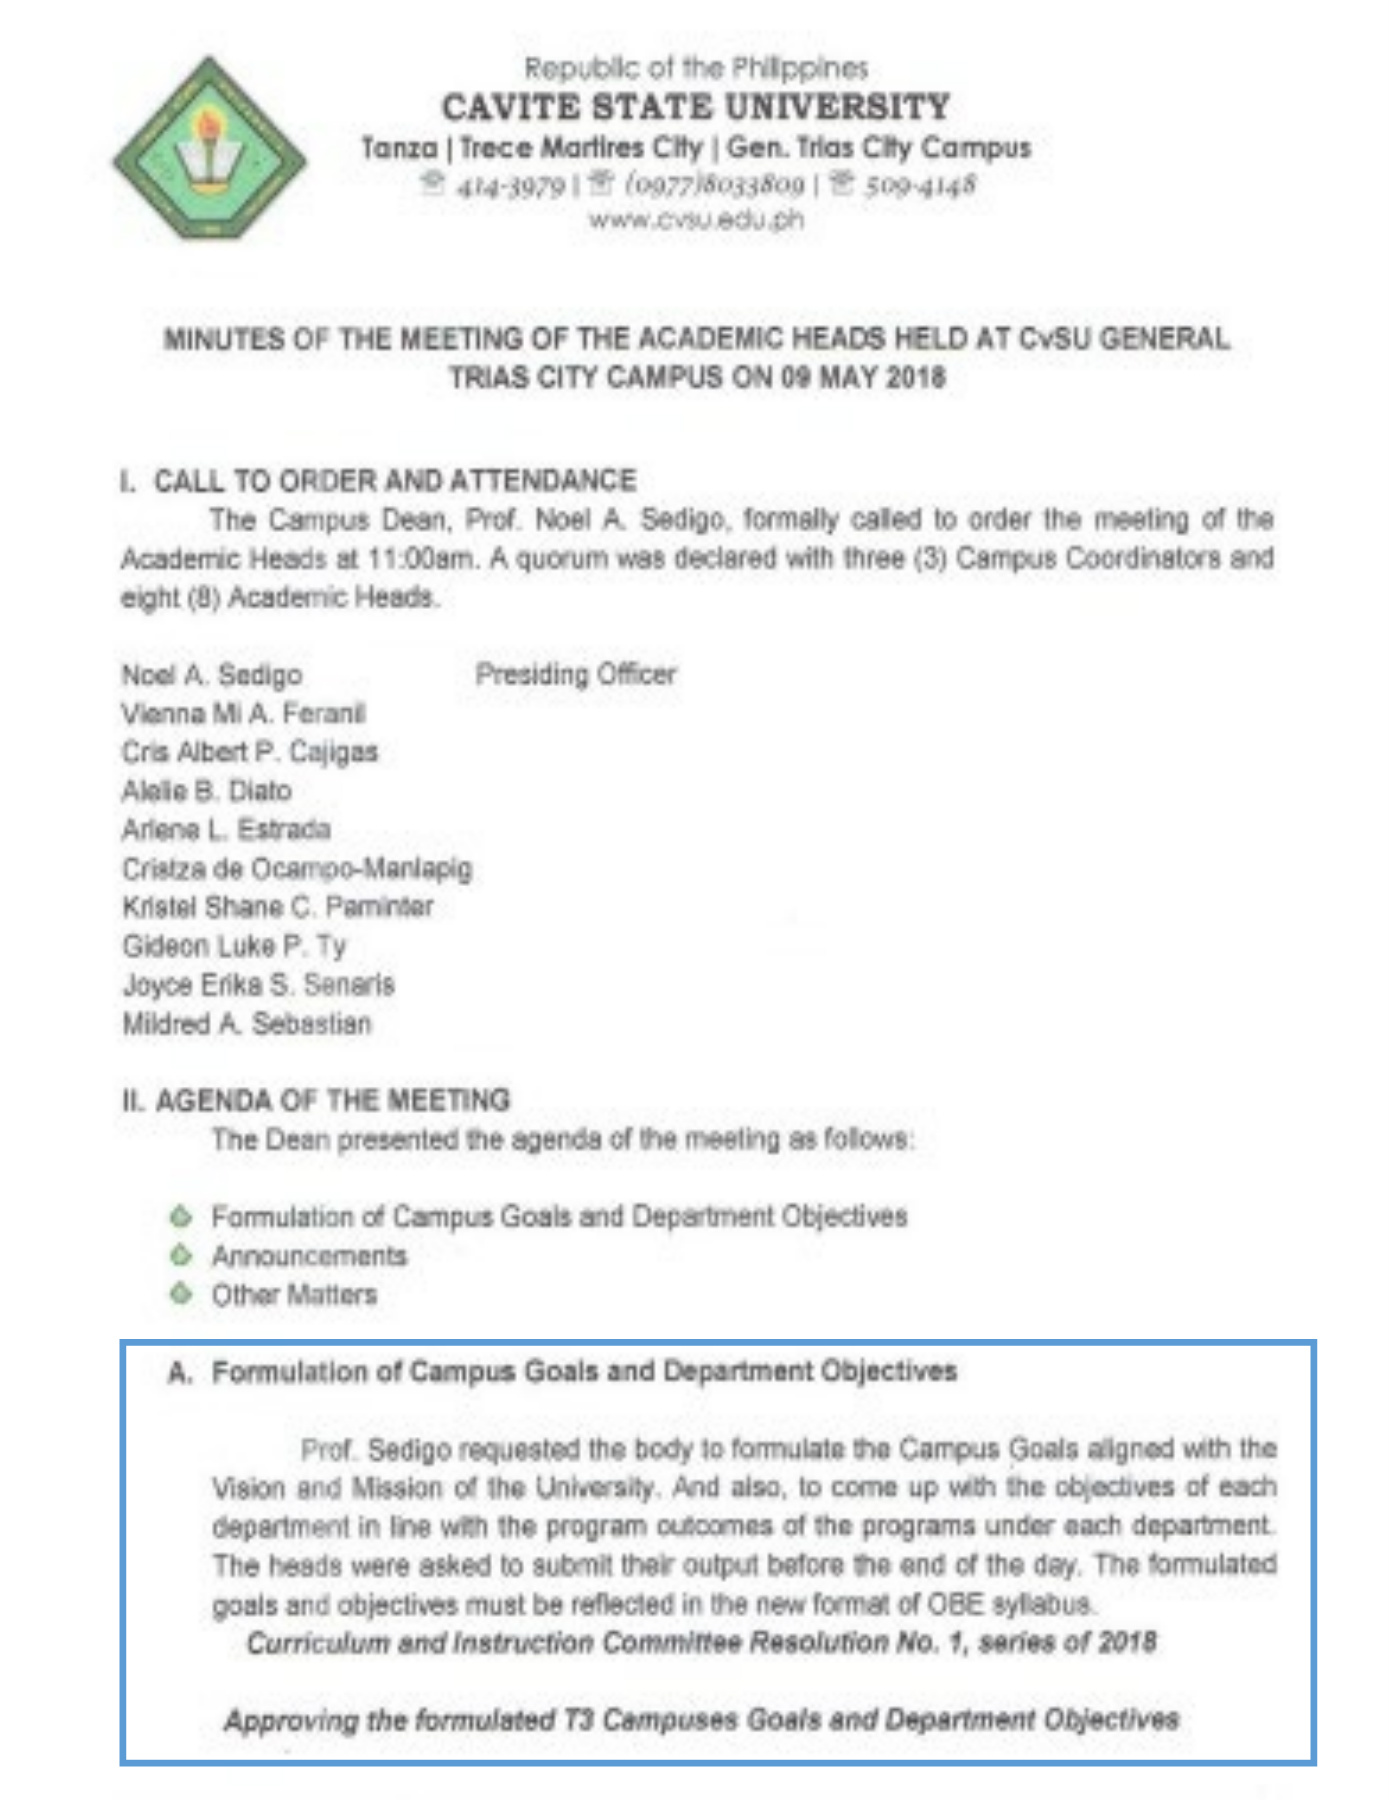 Republic of the Philippines
CAVITE STATE UNIVERSITY
Tanza | Trece Martires City | Gen. Trias City Campus
☏ 414-3979 | ☏ (0977)8033809 | ☏ 509-4148
www.cvsu.edu.ph
MINUTES OF THE MEETING OF THE ACADEMIC HEADS HELD AT CvSU GENERAL
TRIAS CITY CAMPUS ON 09 MAY 2018
I. CALL TO ORDER AND ATTENDANCE
The Campus Dean, Prof. Noel A. Sedigo, formally called to order the meeting of the
Academic Heads at 11:00am. A quorum was declared with three (3) Campus Coordinators and
eight (8) Academic Heads.
Noel A. Sedigo Presiding Officer
Vienna Mi A. Feranil
Cris Albert P. Cajigas
Alelie B. Diato
Arlene L. Estrada
Cristza de Ocampo-Manlapig
Kristel Shane C. Paminter
Gideon Luke P. Ty
Joyce Erika S. Senaris
Mildred A. Sebastian
II. AGENDA OF THE MEETING
The Dean presented the agenda of the meeting as follows:
Formulation of Campus Goals and Department Objectives
Announcements
Other Matters
A. Formulation of Campus Goals and Department Objectives
Prof. Sedigo requested the body to formulate the Campus Goals aligned with the
Vision and Mission of the University. And also, to come up with the objectives of each
department in line with the program outcomes of the programs under each department.
The heads were asked to submit their output before the end of the day. The formulated
goals and objectives must be reflected in the new format of OBE syllabus.
Curriculum and Instruction Committee Resolution No. 1, series of 2018
Approving the formulated T3 Campuses Goals and Department Objectives